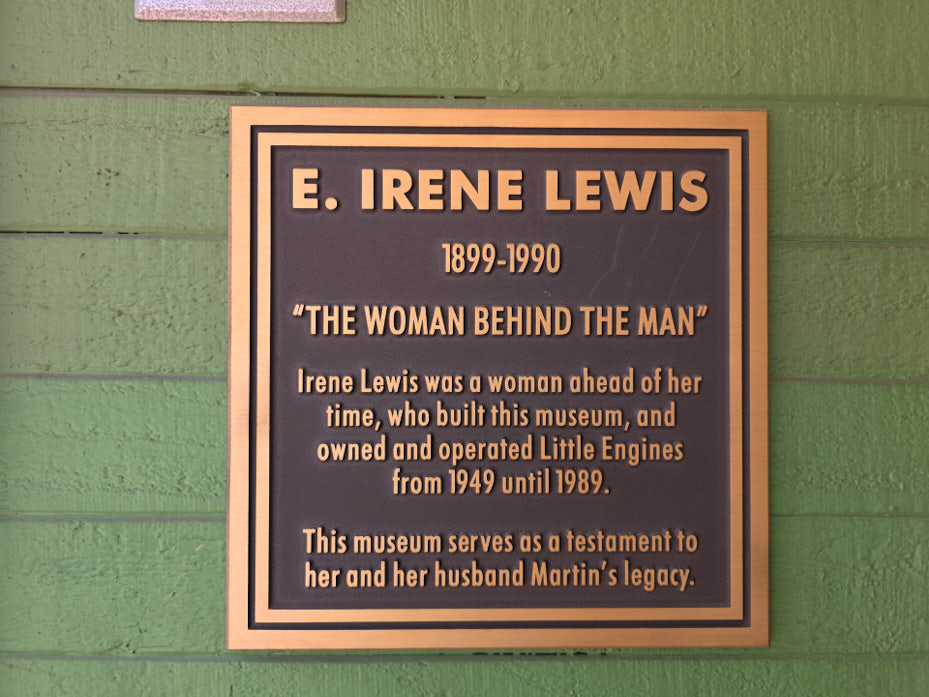 E. IRENE LEWIS
1899-1990
"THE WOMAN BEHIND THE MAN"
Irene Lewis was a woman ahead of her
time, who built this museum, and
owned and operated Little Engines
from 1949 until 1989.
This museum serves as a testament to
her and her husband Martin's legacy.